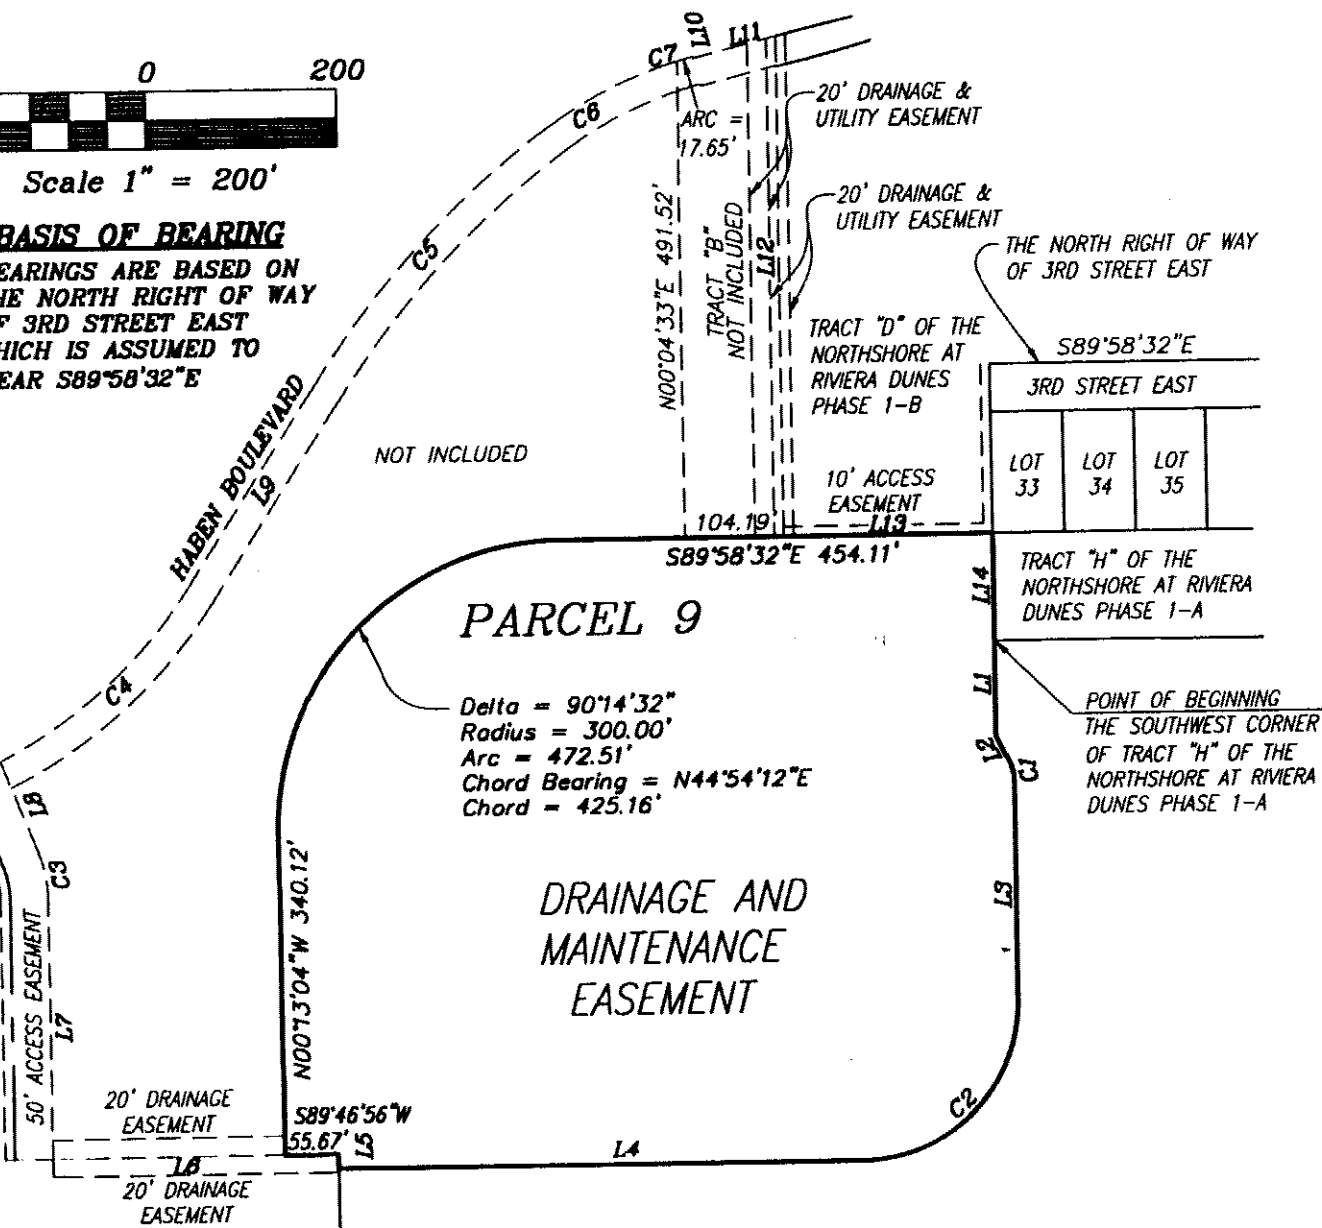 0 200
Scale 1" = 200'
BASIS OF BEARING
EARINGS ARE BASED ON
HE NORTH RIGHT OF WAY
F 3RD STREET EAST
HICH IS ASSUMED TO
EAR S89°58'32"E
L10
L11
C7
C6
ARC =
17.65'
20' DRAINAGE &
UTILITY EASEMENT
20' DRAINAGE &
UTILITY EASEMENT
THE NORTH RIGHT OF WAY
OF 3RD STREET EAST
C5
N00°04'33"E 491.52'
TRACT "B"
NOT INCLUDED
L12
TRACT "D" OF THE
NORTHSHORE AT
RIVIERA DUNES
PHASE 1-B
S89°58'32"E
3RD STREET EAST
LOT
33
LOT
34
LOT
35
HABEN BOULEVARD
L9
NOT INCLUDED
10' ACCESS
EASEMENT
104.19'
L13
S89°58'32"E 454.11'
L14
TRACT "H" OF THE
NORTHSHORE AT RIVIERA
DUNES PHASE 1-A
PARCEL 9
C4
L1
Delta = 90°14'32"
Radius = 300.00'
Arc = 472.51'
Chord Bearing = N44°54'12"E
Chord = 425.16'
L2
C1
POINT OF BEGINNING
THE SOUTHWEST CORNER
OF TRACT "H" OF THE
NORTHSHORE AT RIVIERA
DUNES PHASE 1-A
L8
C3
N00°13'04"W 340.12'
L3
DRAINAGE AND
MAINTENANCE
EASEMENT
50' ACCESS EASEMENT
L7
20' DRAINAGE
EASEMENT
S89°46'56"W
55.67'
L5
C2
L4
L6
20' DRAINAGE
EASEMENT